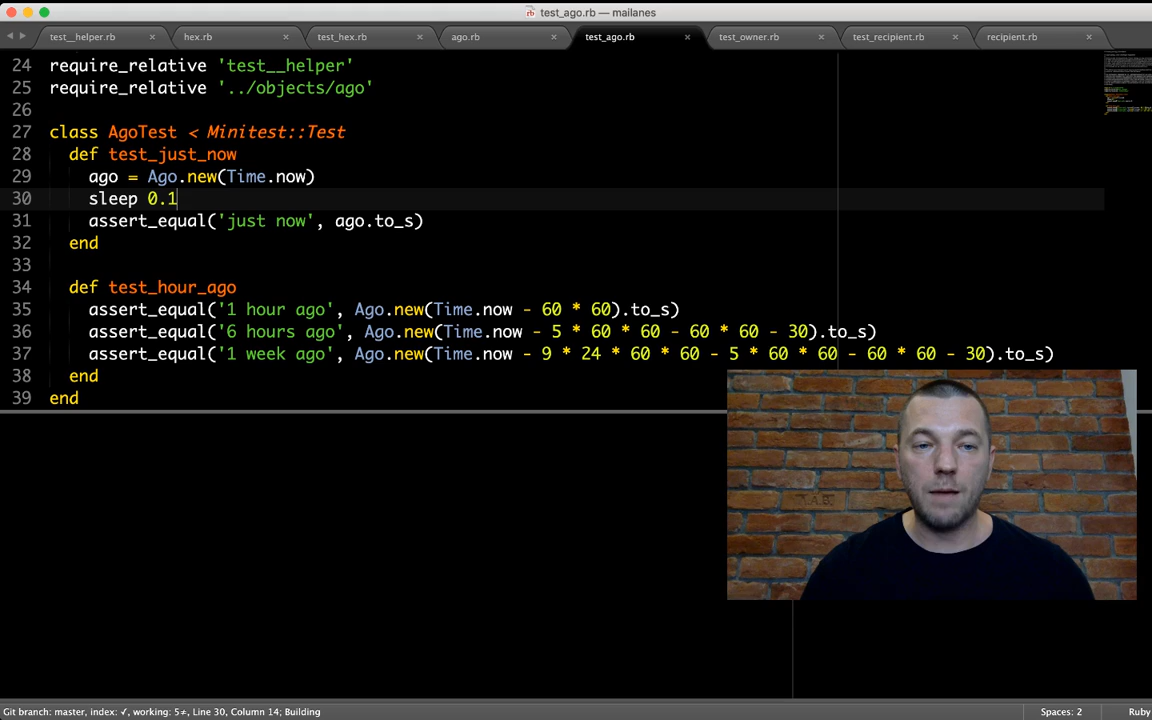 test_ago.rb — mailanes
test__helper.rb × hex.rb × test_hex.rb × ago.rb × test_ago.rb × test_owner.rb × test_recipient.rb × recipient.rb ×
24 require_relative 'test__helper'
25 require_relative '../objects/ago'
26
27 class AgoTest < Minitest::Test
28 def test_just_now
29 ago = Ago.new(Time.now)
30 sleep 0.1
31 assert_equal('just now', ago.to_s)
32 end
33
34 def test_hour_ago
35 assert_equal('1 hour ago', Ago.new(Time.now - 60 * 60).to_s)
36 assert_equal('6 hours ago', Ago.new(Time.now - 5 * 60 * 60 - 60 * 60 - 30).to_s)
37 assert_equal('1 week ago', Ago.new(Time.now - 9 * 24 * 60 * 60 - 5 * 60 * 60 - 60 * 60 - 30).to_s)
38 end
39 end
Git branch: master, index: ✓, working: 5≠, Line 30, Column 14; Building Spaces: 2 Ruby